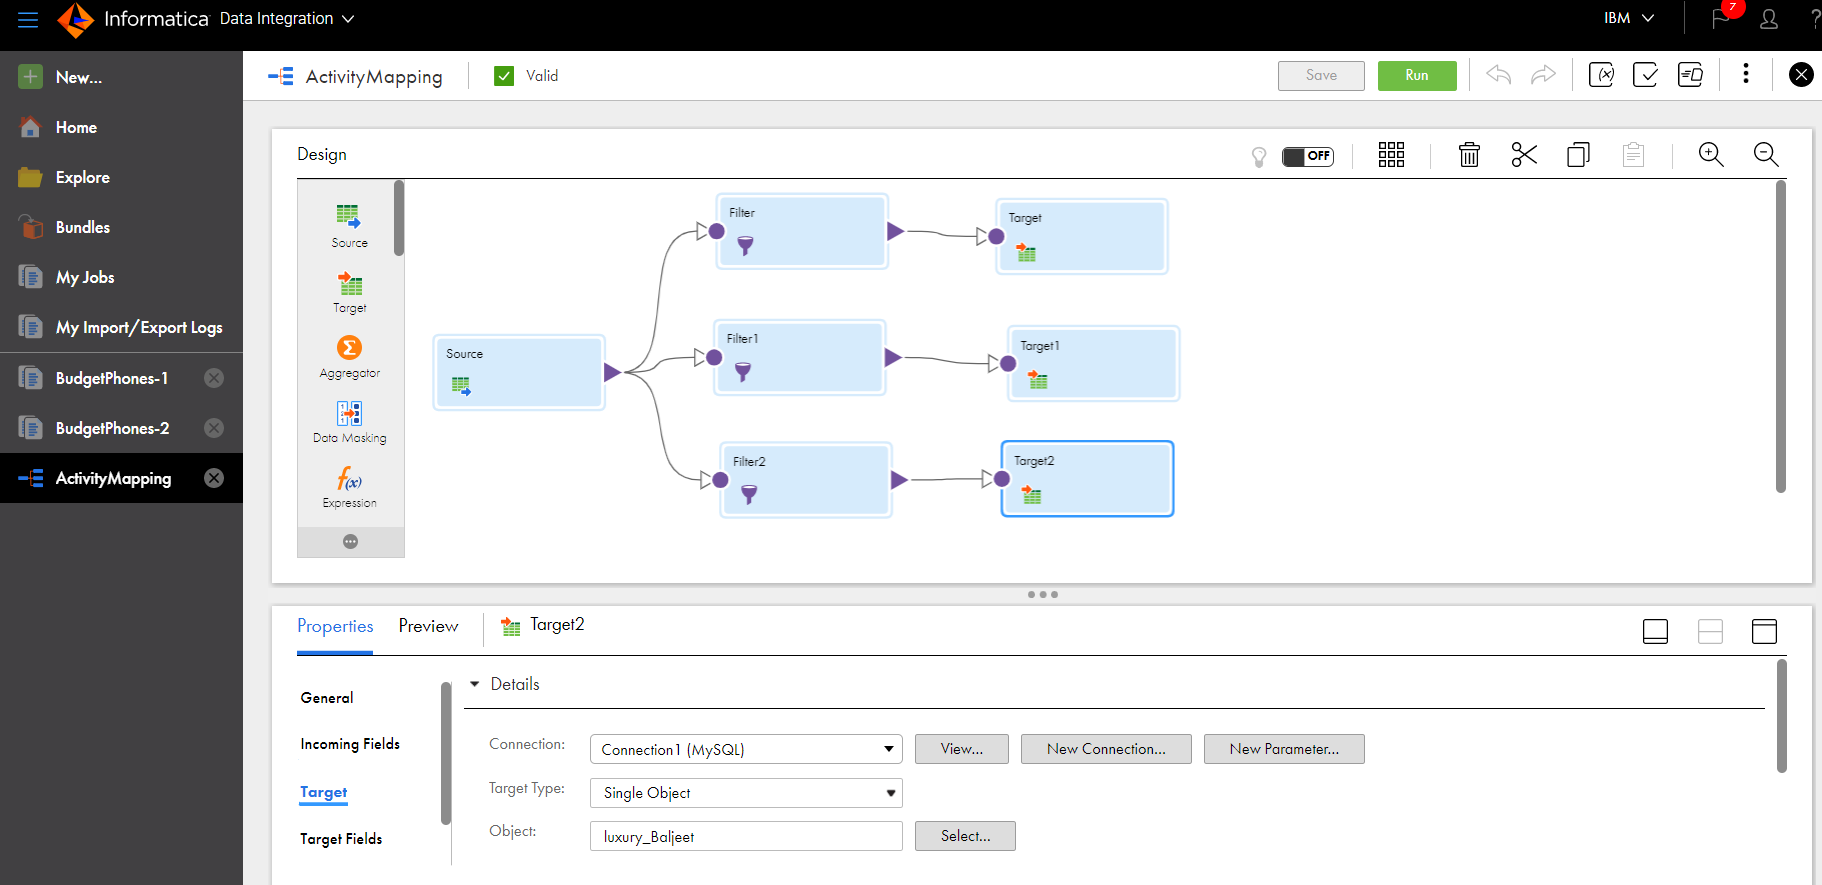 Informatica Data Integration
IBM
7
?
New...
Home
Explore
Bundles
My Jobs
My Import/Export Logs
BudgetPhones-1
BudgetPhones-2
ActivityMapping
ActivityMapping
Valid
Save
Run
(x)
Design
OFF
Source
Target
Aggregator
Data Masking
f(x)
Expression
Source
Filter
Target
Filter1
Target1
Filter2
Target2
Properties
Preview
Target2
General
Incoming Fields
Target
Target Fields
Details
Connection: Connection1 (MySQL) View... New Connection... New Parameter...
Target Type: Single Object
Object: luxury_Baljeet Select...